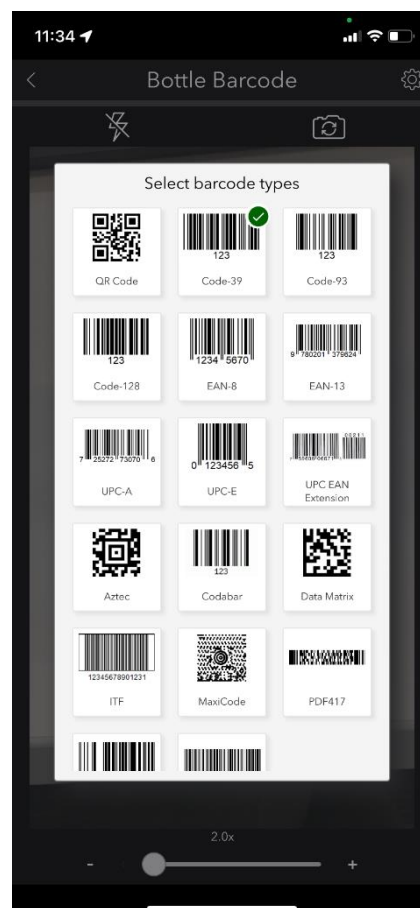 11:34
Bottle Barcode
Select barcode types
QR Code
123
Code-39
123
Code-93
123
Code-128
1234 5670
EAN-8
9 780201 379624
EAN-13
7 25272 73070 6
UPC-A
0 123456 5
UPC-E
UPC EAN
Extension
Aztec
123
Codabar
Data Matrix
12345678901231
ITF
MaxiCode
PDF417
2.0x
- +